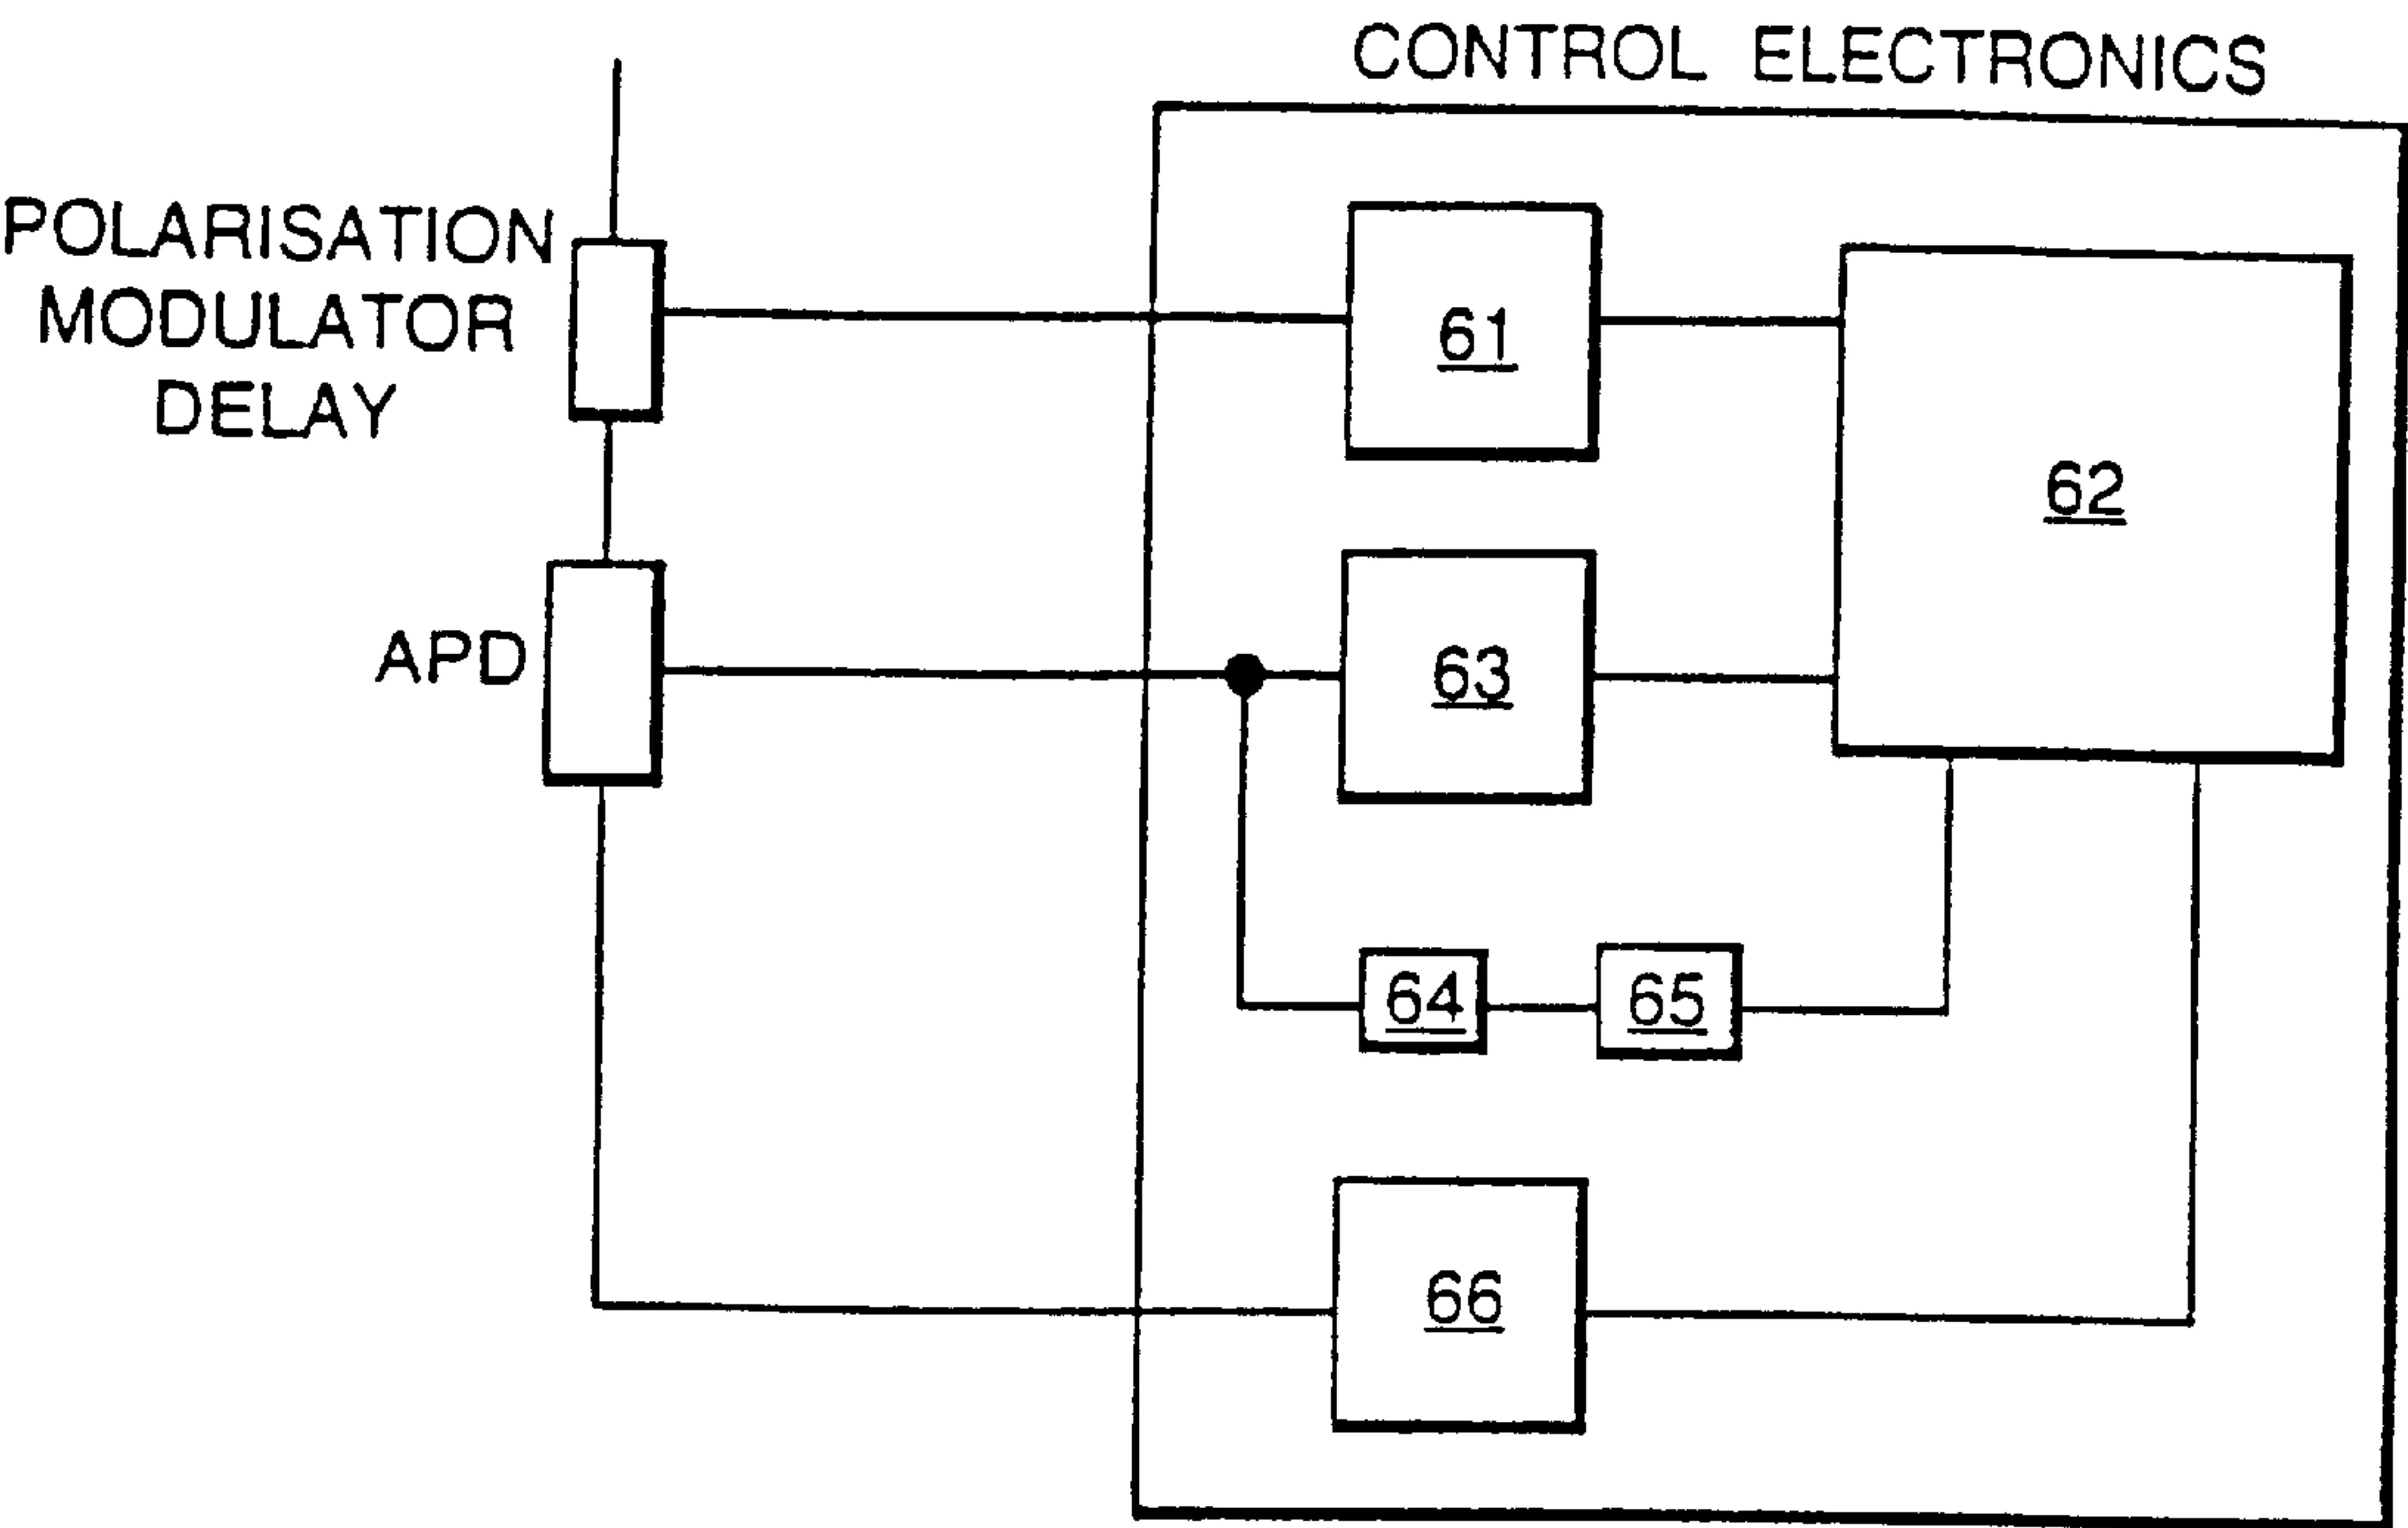 CONTROL ELECTRONICS
POLARISATION
MODULATOR
DELAY
61
62
APD
63
64
65
66